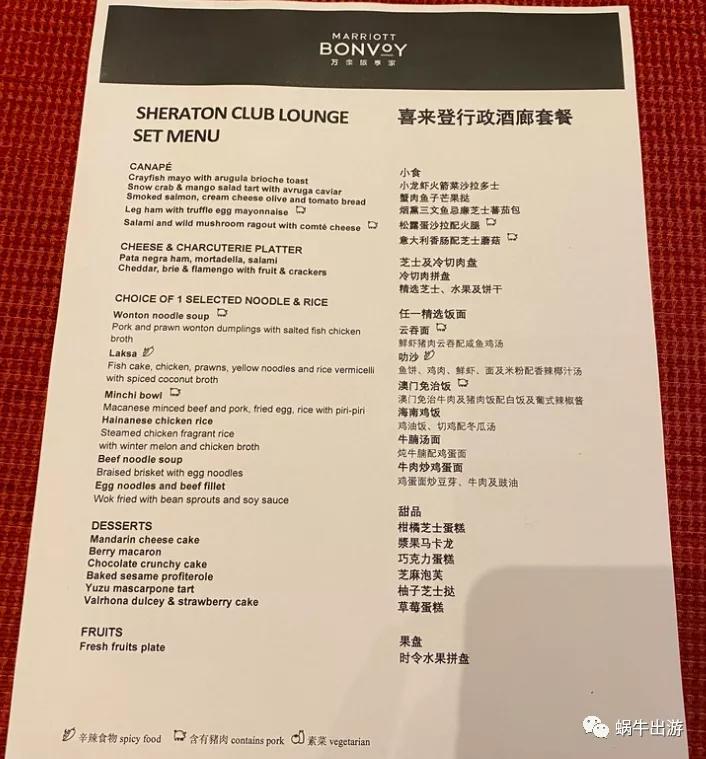 MARRIOTT
BONVOY
万豪旅享家
SHERATON CLUB LOUNGE
SET MENU
喜来登行政酒廊套餐
CANAPÉ
Crayfish mayo with arugula brioche toast
Snow crab & mango salad tart with avruga caviar
Smoked salmon, cream cheese olive and tomato bread
Leg ham with truffle egg mayonnaise
Salami and wild mushroom ragout with comté cheese
小食
小龙虾火箭菜沙拉多士
蟹肉鱼子芒果挞
烟熏三文鱼忌廉芝士蕃茄包
松露蛋沙拉配火腿
意大利香肠配芝士蘑菇
CHEESE & CHARCUTERIE PLATTER
Pata negra ham, mortadella, salami
Cheddar, brie & flamengo with fruit & crackers
芝士及冷切肉盘
冷切肉拼盘
精选芝士、水果及饼干
CHOICE OF 1 SELECTED NOODLE & RICE
Wonton noodle soup
Pork and prawn wonton dumplings with salted fish chicken
broth
Laksa
Fish cake, chicken, prawns, yellow noodles and rice vermicelli
with spiced coconut broth
Minchi bowl
Macanese minced beef and pork, fried egg, rice with piri-piri
Hainanese chicken rice
Steamed chicken fragrant rice
with winter melon and chicken broth
Beef noodle soup
Braised brisket with egg noodles
Egg noodles and beef fillet
Wok fried with bean sprouts and soy sauce
任一精选饭面
云吞面
鲜虾猪肉云吞配咸鱼鸡汤
叻沙
鱼饼、鸡肉、鲜虾、面及米粉配香辣椰汁汤
澳门免治饭
澳门免治牛肉及猪肉饭配白饭及葡式辣椒酱
海南鸡饭
鸡油饭、切鸡配冬瓜汤
牛腩汤面
炖牛腩配鸡蛋面
牛肉炒鸡蛋面
鸡蛋面炒豆芽、牛肉及豉油
DESSERTS
Mandarin cheese cake
Berry macaron
Chocolate crunchy cake
Baked sesame profiterole
Yuzu mascarpone tart
Valrhona dulcey & strawberry cake
甜品
柑橘芝士蛋糕
浆果马卡龙
巧克力蛋糕
芝麻泡芙
柚子芝士挞
草莓蛋糕
FRUITS
Fresh fruits plate
果盘
时令水果拼盘
辛辣食物 spicy food 含有豬肉 contains pork 素菜 vegetarian
蜗牛出游